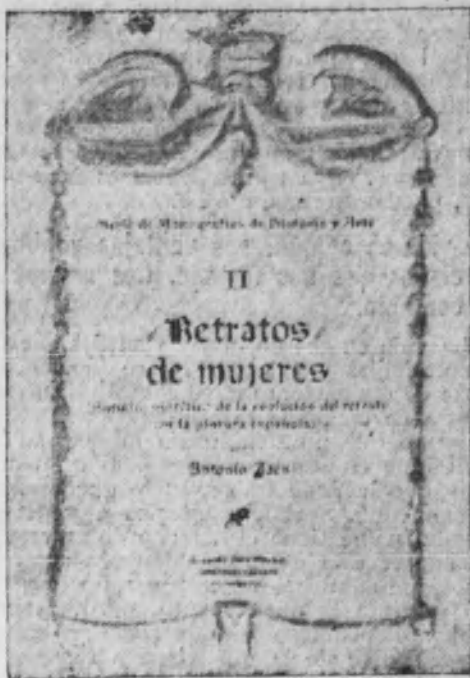 Serie de Monografías de Historia y Arte
II
Retratos
de mujeres
de la evolución del retrato
en la pintura española
por
Antonio Jaén